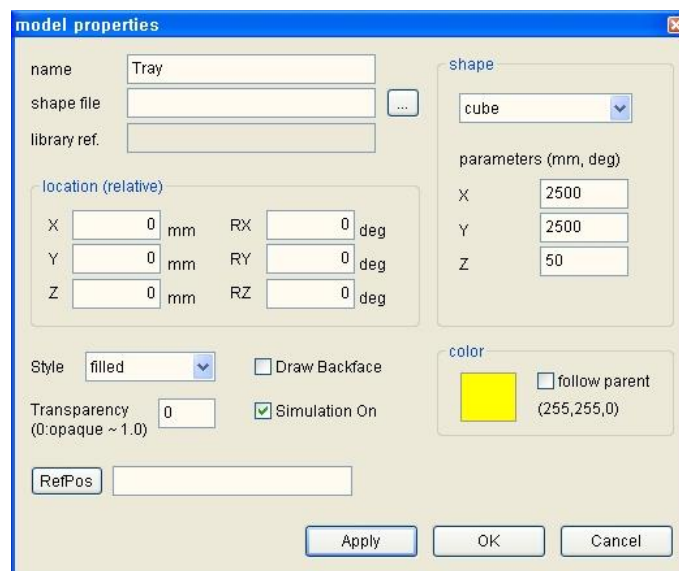 model properties
name Tray
shape file ...
library ref.
location (relative)
X 0 mm RX 0 deg
Y 0 mm RY 0 deg
Z 0 mm RZ 0 deg
shape
cube
parameters (mm, deg)
X 2500
Y 2500
Z 50
Style filled Draw Backface
Transparency 0 Simulation On
(0:opaque ~ 1.0)
color
follow parent
(255,255,0)
RefPos
Apply OK Cancel